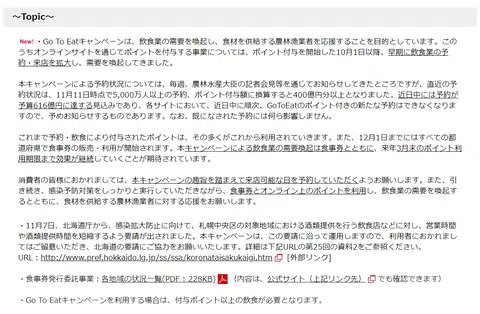 ～Topic～
New! ・Go To Eatキャンペーンは、飲食業の需要を喚起し、食材を供給する農林漁業者を応援することを目的としています。この
うちオンラインサイトを通じてポイントを付与する事業については、ポイント付与を開始した10月1日以降、早期に飲食業の予
約・来店を拡大し、需要を喚起してきました。
本キャンペーンによる予約状況については、毎週、農林水産大臣の記者会見等を通じてお知らせしてきたところですが、直近の予
約状況は、11月11日時点で5,000万人以上の予約、ポイント付与額に換算すると400億円分以上となりました。近日中には予約が
予算616億円に達する見込みであり、各サイトにおいて、近日中に順次、GoToEatのポイント付きの新たな予約はできなくなりま
すので、予めお知らせするものであります。なお、既になされた予約には何ら影響しません。
これまで予約・飲食により付与されたポイントは、その多くがこれから利用されていきます。また、12月1日までにはすべての都
道府県で食事券の販売・利用が開始されます。本キャンペーンによる飲食業の需要喚起は食事券とともに、来年3月末のポイント利
用期限まで効果が継続していくことが期待されています。
消費者の皆様におかれましては、本キャンペーンの趣旨を踏まえて来店可能な日を予約していただくようお願いします。また、引
き続き、感染予防対策をしっかりと実行していただきながら、食事券とオンライン上のポイントを利用し、飲食業の需要を喚起す
るとともに、食材を供給する農林漁業者に対する応援をお願いします。
・11月7日、北海道庁から、感染拡大防止に向けて、札幌中央区の対象地域における酒類提供を行う飲食店などに対し、営業時間
や酒類提供時間を短縮するよう要請が出されました。本キャンペーンは、この要請に沿って運用しますので、利用者におかれまし
てはご留意いただき、北海道の要請にご協力をお願いいたします。詳細は下記URLの第25回の資料2をご参照ください。
URL：http://www.pref.hokkaido.lg.jp/ss/ssa/koronataisakukaigi.htm [外部リンク]
・食事券発行委託事業：各地域の状況一覧(PDF：228KB) （内容は、公式サイト（上記リンク先） でも確認できます）
・Go To Eatキャンペーンを利用する場合は、付与ポイント以上の飲食が必要となります。